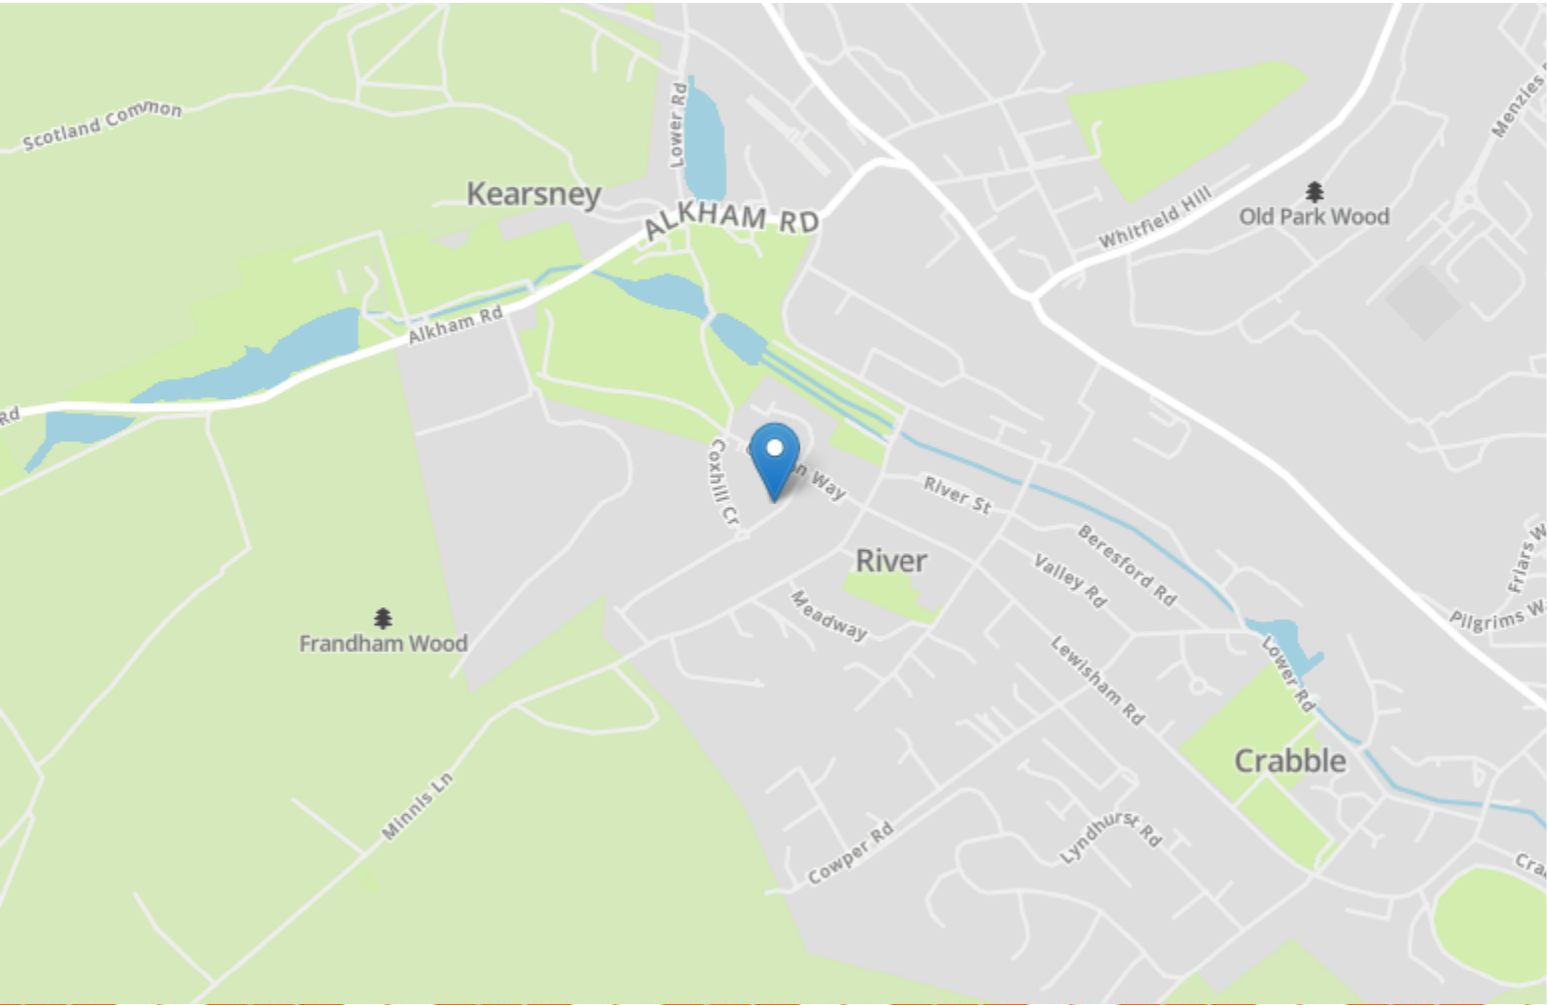 Scotland Common
Lower Rd
Kearsney
ALKHAM RD
Whitfield Hill
Old Park Wood
Menzies
Alkham Rd
Rd
Coxhill Cr
Way
River St
River
Beresford Rd
Valley Rd
Friars W
Pilgrims W
Meadway
Frandham Wood
Lewisham Rd
Lower Rd
Crabble
Minnis Ln
Cowper Rd
Lyndhurst Rd